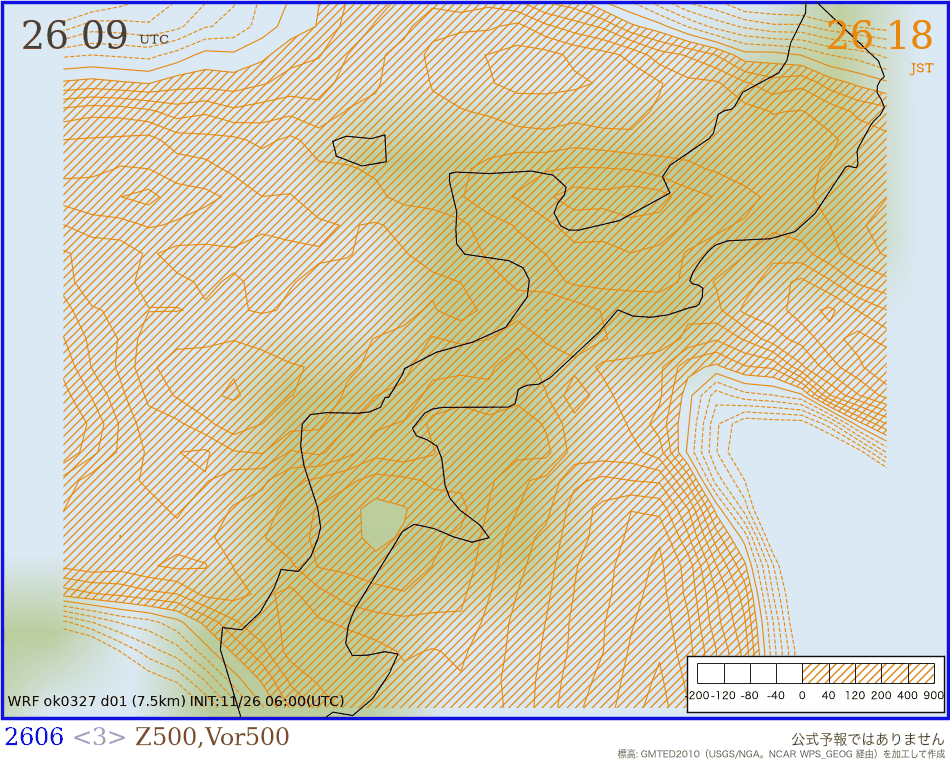 26 09 UTC
26 18
JST
WRF ok0327 d01 (7.5km) INIT:11/26 06:00(UTC)
-200 -120 -80 -40 0 40 120 200 400 900
2606 <3> Z500,Vor500
公式予報ではありません
標高: GMTED2010（USGS/NGA。NCAR WPS_GEOG 経由）を加工して作成